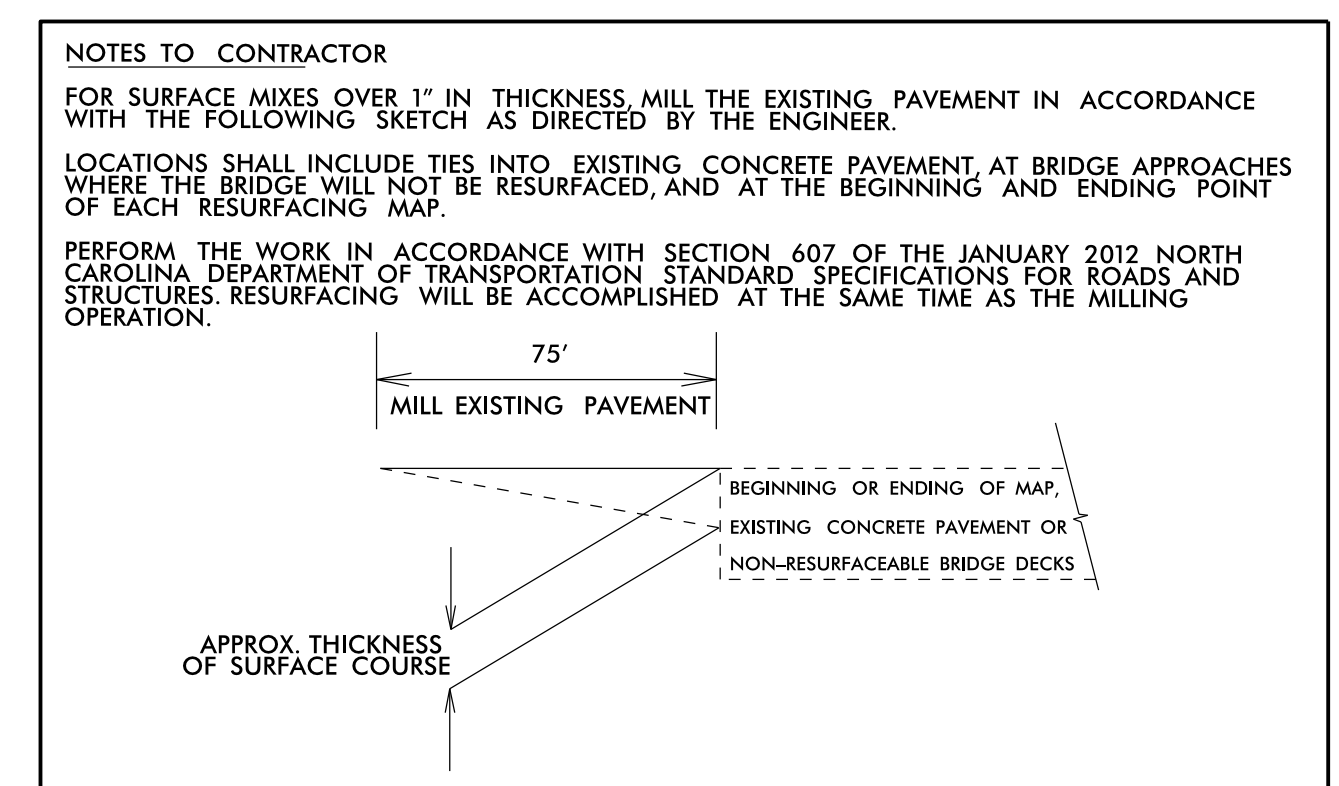 NOTES TO CONTRACTOR
FOR SURFACE MIXES OVER 1" IN THICKNESS, MILL THE EXISTING PAVEMENT IN ACCORDANCE
WITH THE FOLLOWING SKETCH AS DIRECTED BY THE ENGINEER.
LOCATIONS SHALL INCLUDE TIES INTO EXISTING CONCRETE PAVEMENT, AT BRIDGE APPROACHES
WHERE THE BRIDGE WILL NOT BE RESURFACED, AND AT THE BEGINNING AND ENDING POINT
OF EACH RESURFACING MAP.
PERFORM THE WORK IN ACCORDANCE WITH SECTION 607 OF THE JANUARY 2012 NORTH
CAROLINA DEPARTMENT OF TRANSPORTATION STANDARD SPECIFICATIONS FOR ROADS AND
STRUCTURES. RESURFACING WILL BE ACCOMPLISHED AT THE SAME TIME AS THE MILLING
OPERATION.
75'
MILL EXISTING PAVEMENT
BEGINNING OR ENDING OF MAP,
EXISTING CONCRETE PAVEMENT OR
NON-RESURFACEABLE BRIDGE DECKS
APPROX. THICKNESS
OF SURFACE COURSE